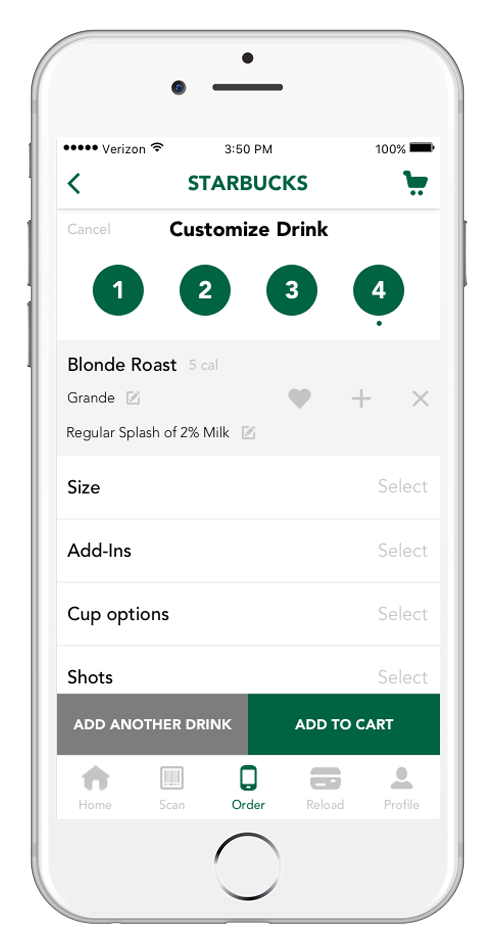 Verizon 3:50 PM 100%
STARBUCKS
Cancel Customize Drink
1 2 3 4
Blonde Roast 5 cal
Grande
Regular Splash of 2% Milk
Size Select
Add-Ins Select
Cup options Select
Shots Select
ADD ANOTHER DRINK ADD TO CART
Home Scan Order Reload Profile